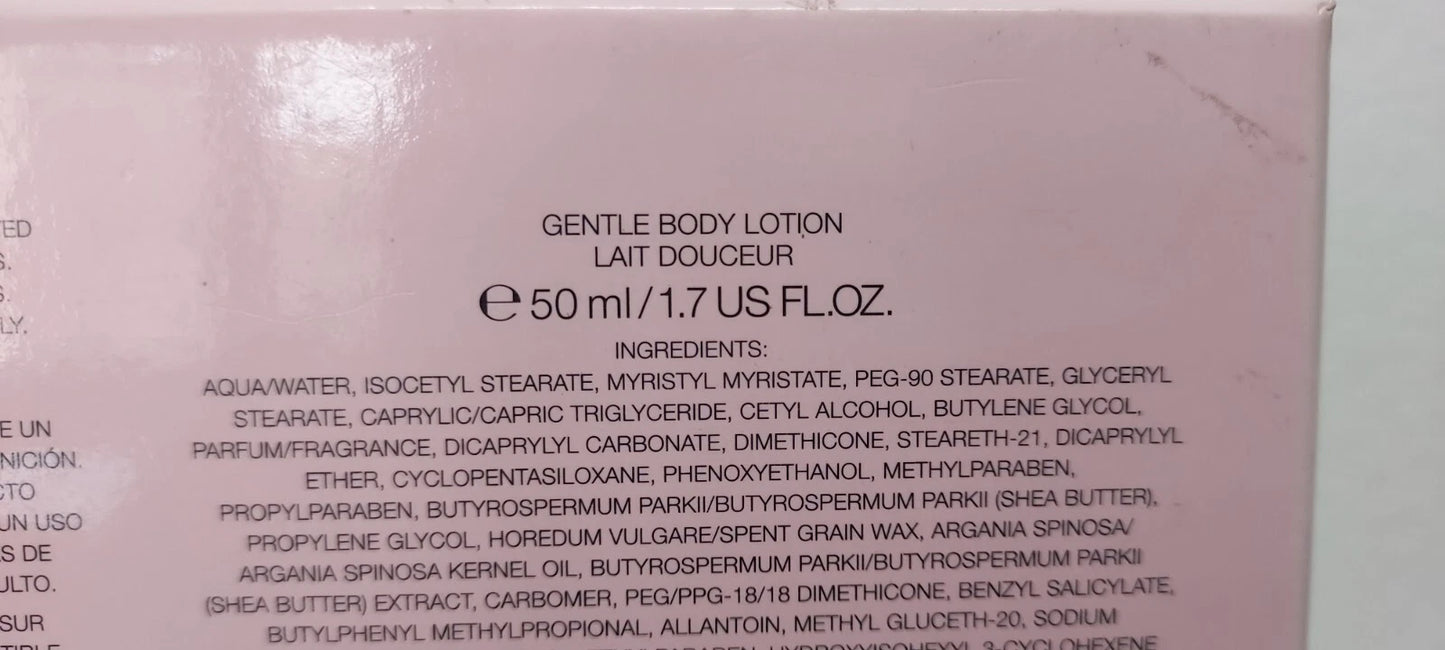 ED
S.
S.
LY.
E UN
NICIÓN.
CTO
UN USO
AS DE
ULTO.
SUR
GENTLE BODY LOTION
LAIT DOUCEUR
℮ 50 ml / 1.7 US FL.OZ.
INGREDIENTS:
AQUA/WATER, ISOCETYL STEARATE, MYRISTYL MYRISTATE, PEG-90 STEARATE, GLYCERYL
STEARATE, CAPRYLIC/CAPRIC TRIGLYCERIDE, CETYL ALCOHOL, BUTYLENE GLYCOL,
PARFUM/FRAGRANCE, DICAPRYLYL CARBONATE, DIMETHICONE, STEARETH-21, DICAPRYLYL
ETHER, CYCLOPENTASILOXANE, PHENOXYETHANOL, METHYLPARABEN,
PROPYLPARABEN, BUTYROSPERMUM PARKII/BUTYROSPERMUM PARKII (SHEA BUTTER),
PROPYLENE GLYCOL, HOREDUM VULGARE/SPENT GRAIN WAX, ARGANIA SPINOSA/
ARGANIA SPINOSA KERNEL OIL, BUTYROSPERMUM PARKII/BUTYROSPERMUM PARKII
(SHEA BUTTER) EXTRACT, CARBOMER, PEG/PPG-18/18 DIMETHICONE, BENZYL SALICYLATE,
BUTYLPHENYL METHYLPROPIONAL, ALLANTOIN, METHYL GLUCETH-20, SODIUM
HYDROXYISOHEXYL 3-CYCLOHEXENE